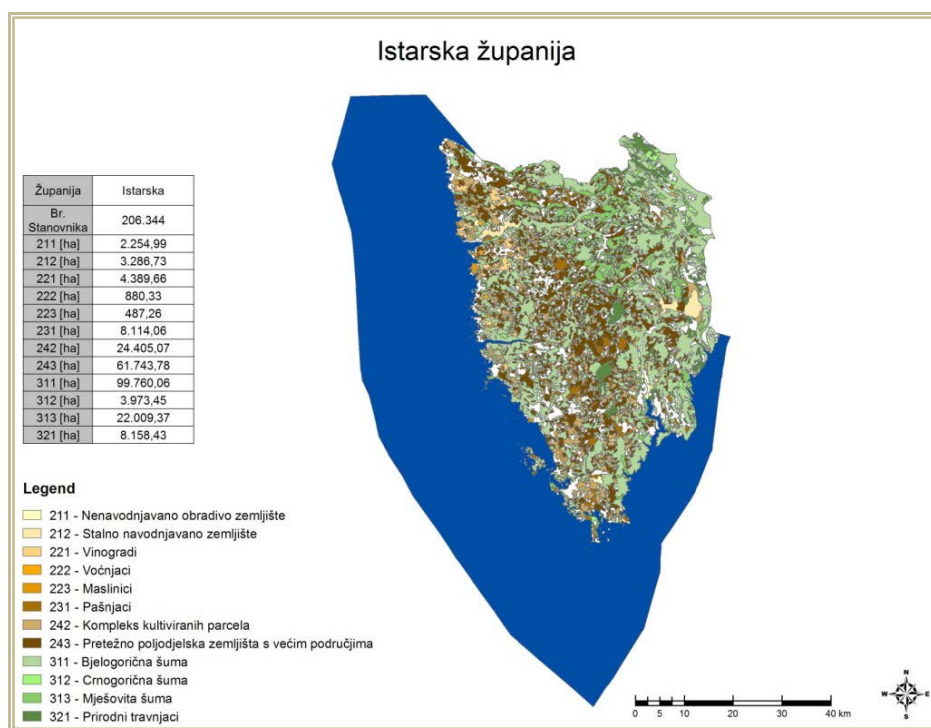 Istarska županija
Županija Istarska
Br. Stanovnika 206.344
211 [ha] 2.254,99
212 [ha] 3.286,73
221 [ha] 4.389,66
222 [ha] 880,33
223 [ha] 487,26
231 [ha] 8.114,06
242 [ha] 24.405,07
243 [ha] 61.743,78
311 [ha] 99.760,06
312 [ha] 3.973,45
313 [ha] 22.009,37
321 [ha] 8.158,43
Legend
211 - Nenavodnjavano obradivo zemljište
212 - Stalno navodnjavano zemljište
221 - Vinogradi
222 - Voćnjaci
223 - Maslinici
231 - Pašnjaci
242 - Kompleks kultiviranih parcela
243 - Pretežno poljodjelska zemljišta s većim područjima
311 - Bjelogorična šuma
312 - Crnogorična šuma
313 - Mješovita šuma
321 - Prirodni travnjaci
0 5 10 20 30 40 km
N
W E
S